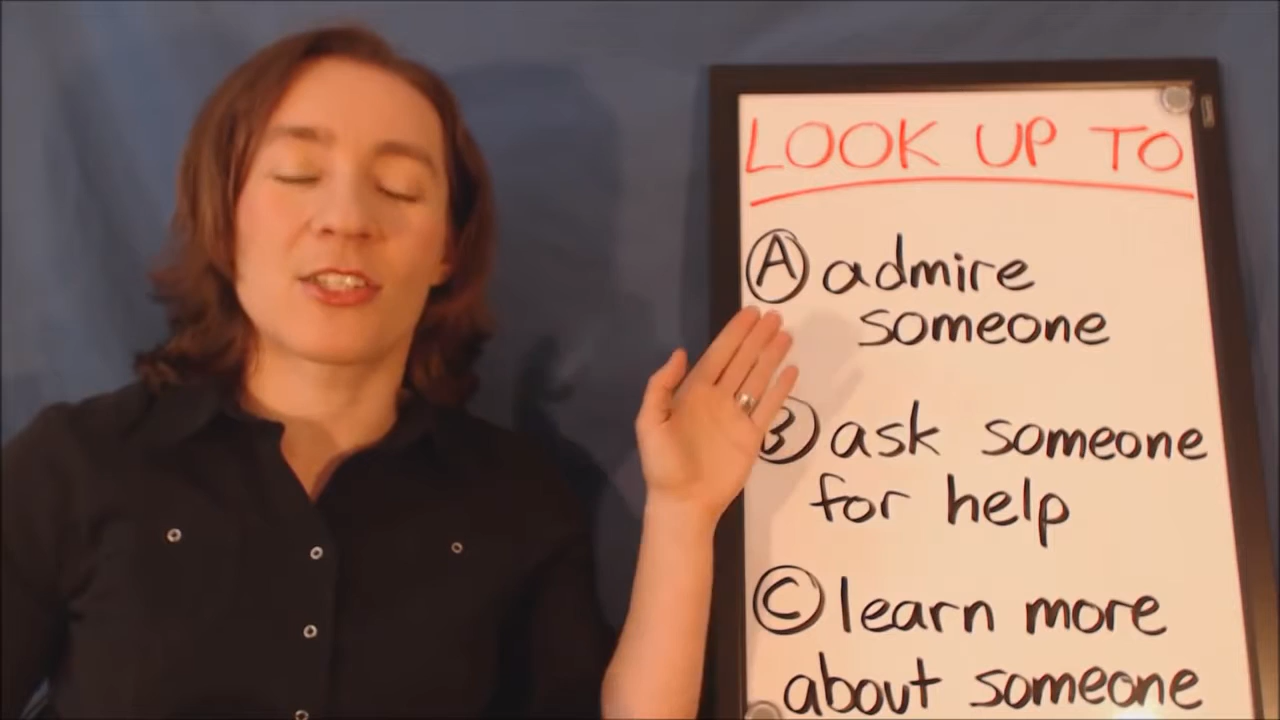 LOOK UP TO
A admire
someone
B ask someone
for help
C learn more
about someone